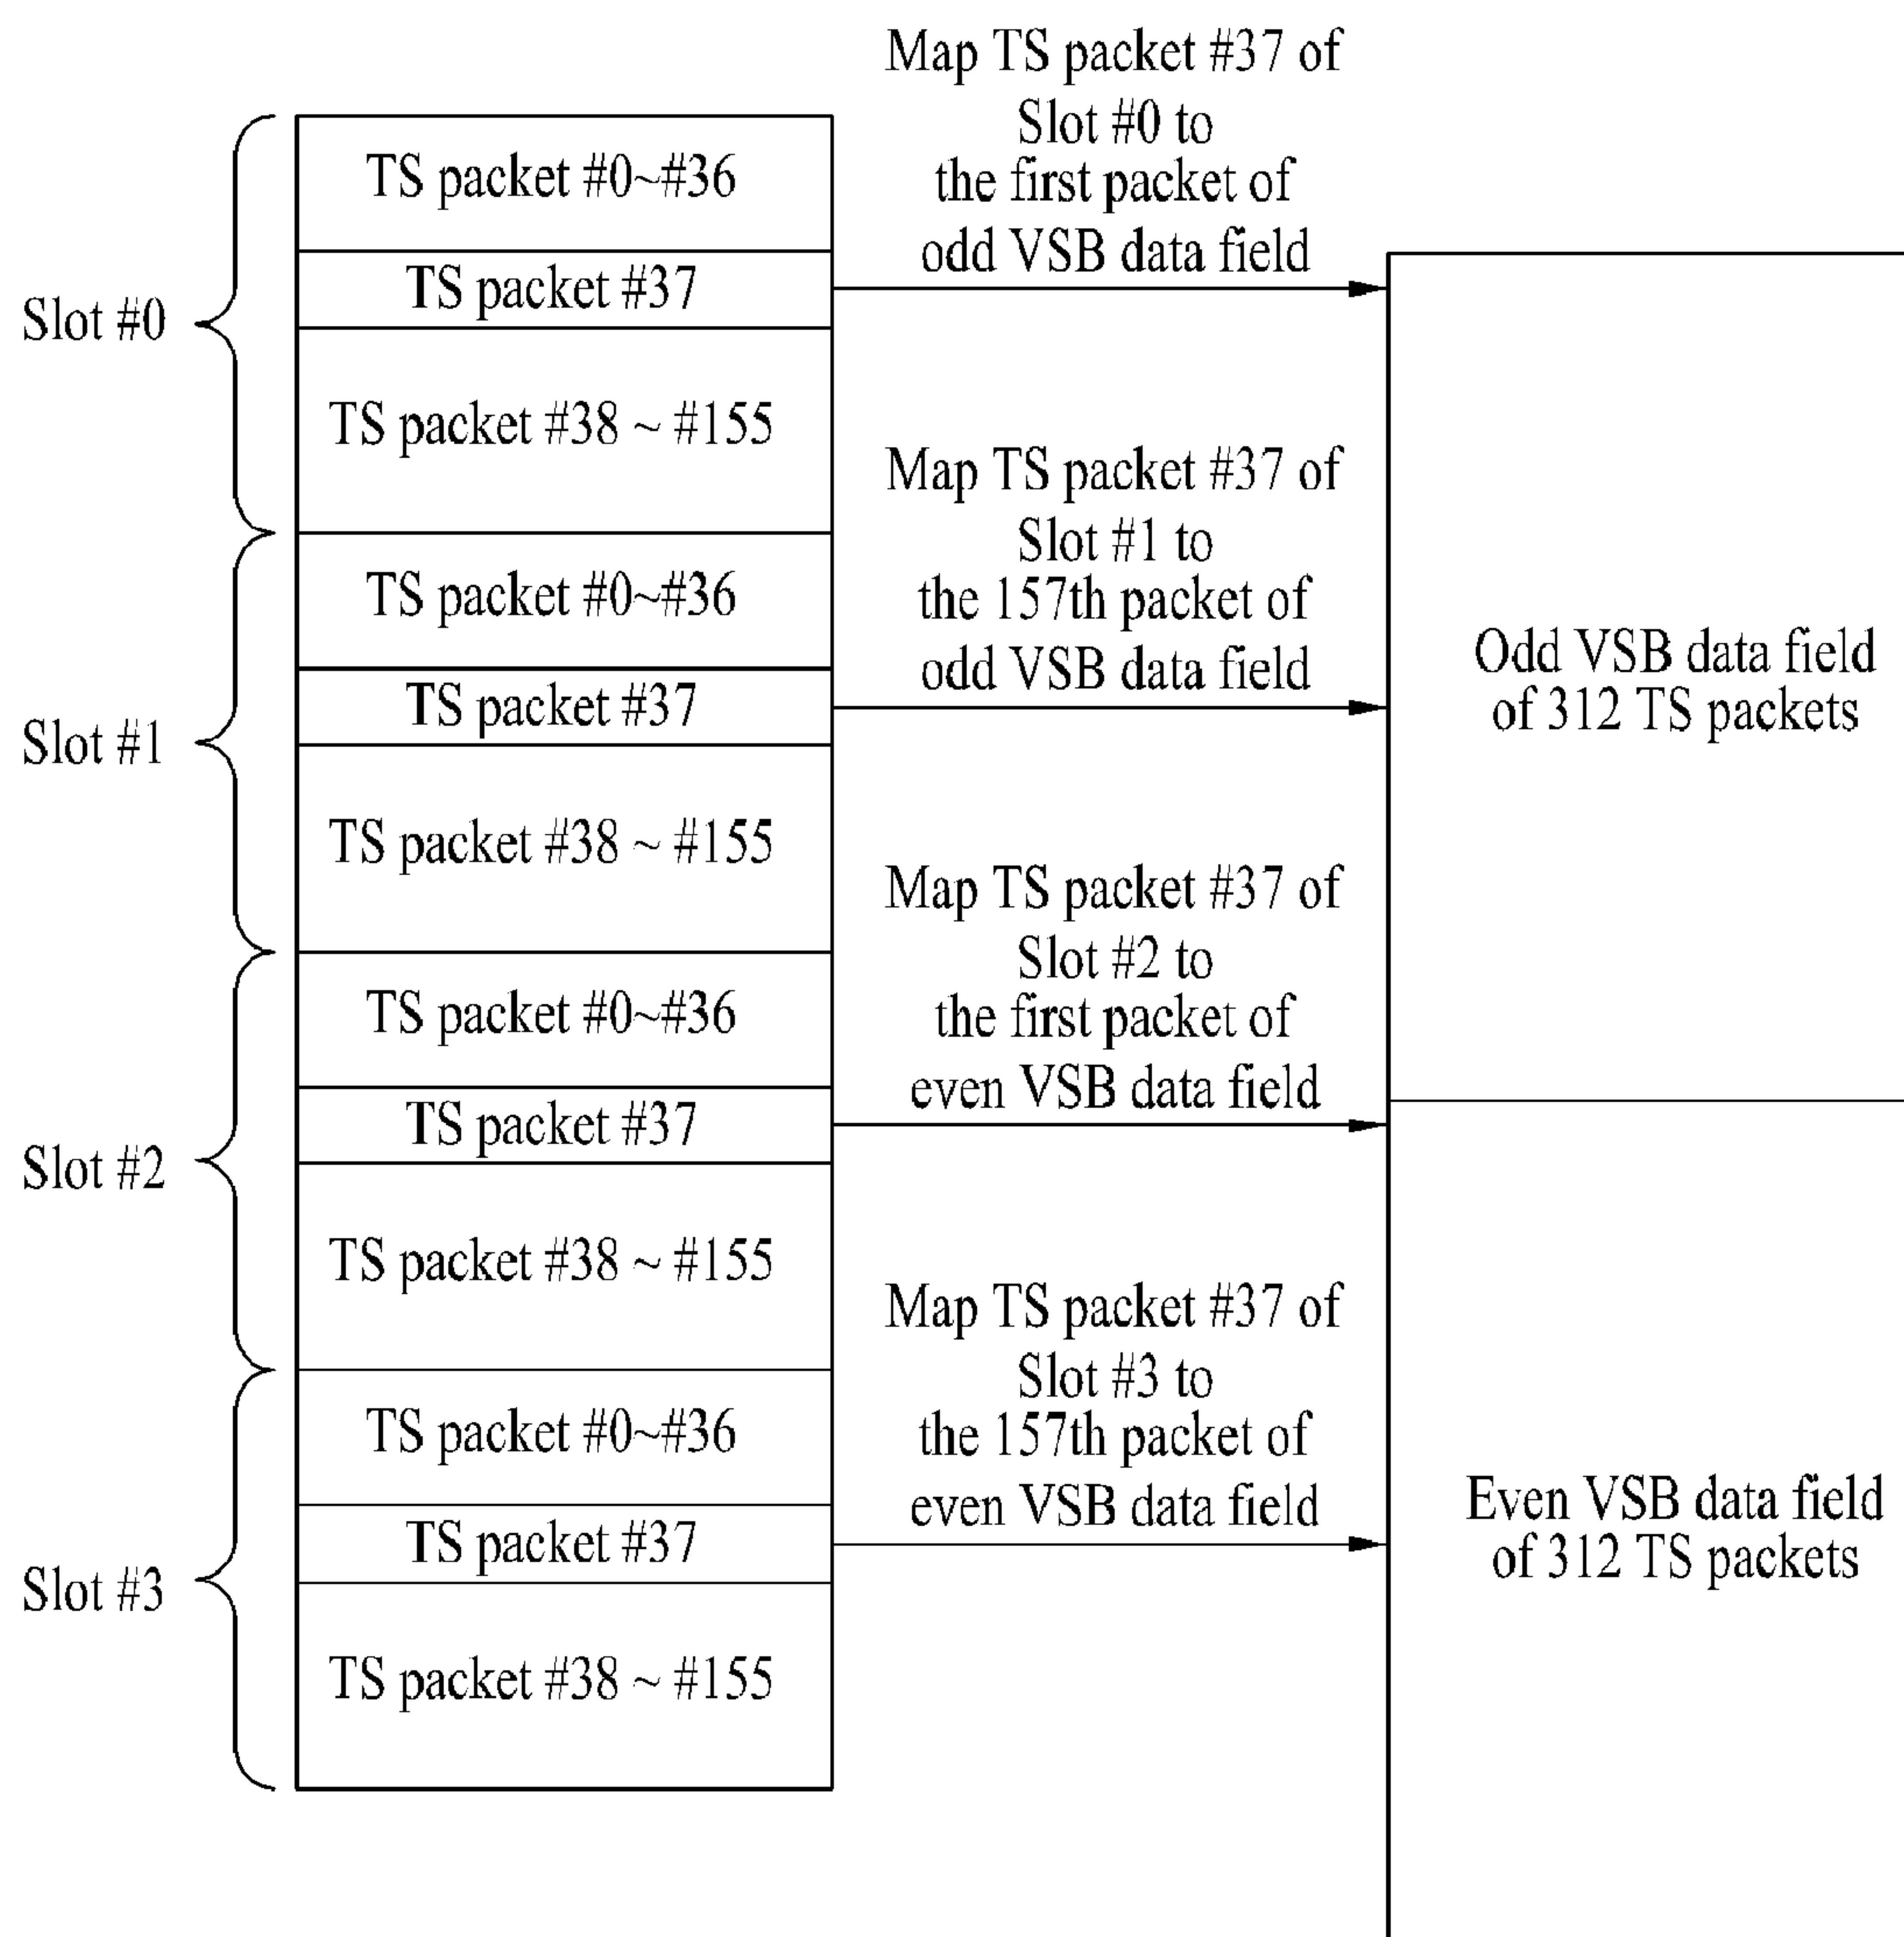 Slot #0
TS packet #0~#36
TS packet #37
TS packet #38 ~ #155
Map TS packet #37 of
Slot #0 to
the first packet of
odd VSB data field
Slot #1
TS packet #0~#36
TS packet #37
TS packet #38 ~ #155
Map TS packet #37 of
Slot #1 to
the 157th packet of
odd VSB data field
Odd VSB data field
of 312 TS packets
Slot #2
TS packet #0~#36
TS packet #37
TS packet #38 ~ #155
Map TS packet #37 of
Slot #2 to
the first packet of
even VSB data field
Slot #3
TS packet #0~#36
TS packet #37
TS packet #38 ~ #155
Map TS packet #37 of
Slot #3 to
the 157th packet of
even VSB data field
Even VSB data field
of 312 TS packets